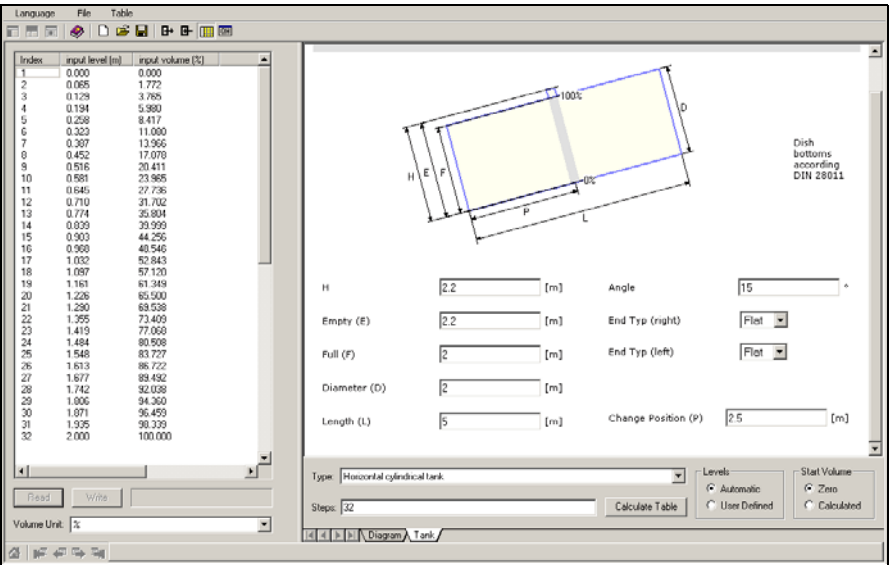 Language File Table
Index input level (m) input volume (%)
1 0.000 0.000
2 0.065 1.772
3 0.129 3.765
4 0.194 5.980
5 0.258 8.417
6 0.323 11.080
7 0.387 13.966
8 0.452 17.078
9 0.516 20.411
10 0.581 23.965
11 0.645 27.736
12 0.710 31.702
13 0.774 35.804
14 0.839 39.999
15 0.903 44.256
16 0.968 48.546
17 1.032 52.843
18 1.097 57.120
19 1.161 61.349
20 1.226 65.500
21 1.290 69.538
22 1.355 73.409
23 1.419 77.068
24 1.484 80.508
25 1.548 83.727
26 1.613 86.722
27 1.677 89.492
28 1.742 92.038
29 1.806 94.360
30 1.871 96.459
31 1.935 98.339
32 2.000 100.000
Read Write
Volume Unit: %
100%
D
H E F
0%
P
L
Dish
bottoms
according
DIN 28011
H 2.2 [m] Angle 15 °
Empty (E) 2.2 [m] End Typ (right) Flat
Full (F) 2 [m] End Typ (left) Flat
Diameter (D) 2 [m]
Length (L) 5 [m] Change Position (P) 2.5 [m]
Type: Horizontal cylindrical tank
Steps: 32 Calculate Table
Levels
Automatic
User Defined
Start Volume
Zero
Calculated
Diagram Tank